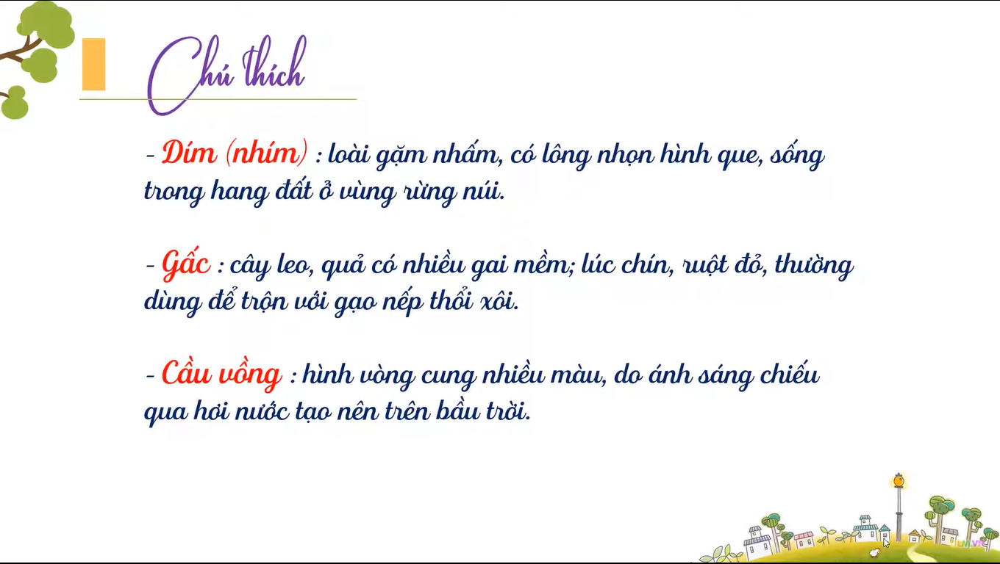 Chú thích
- Dím (nhím) : loài gặm nhấm, có lông nhọn hình que, sống
trong hang đất ở vùng rừng núi.
- Gấc : cây leo, quả có nhiều gai mềm; lúc chín, ruột đỏ, thường
dùng để trộn với gạo nếp thổi xôi.
- Cầu vồng : hình vòng cung nhiều màu, do ánh sáng chiếu
qua hơi nước tạo nên trên bầu trời.